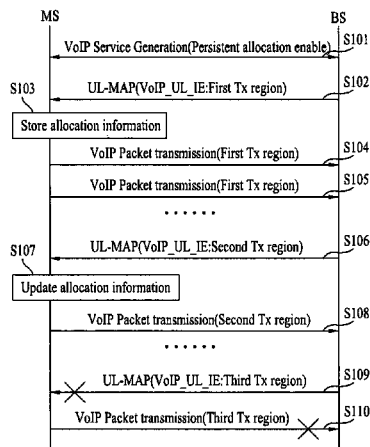 MS
BS
S101
VoIP Service Generation(Persistent allocation enable)
S102
UL-MAP(VoIP_UL_IE:First Tx region)
S103
Store allocation information
S104
VoIP Packet transmission(First Tx region)
S105
VoIP Packet transmission(First Tx region)
......
S106
UL-MAP(VoIP_UL_IE:Second Tx region)
S107
Update allocation information
S108
VoIP Packet transmission(Second Tx region)
......
S109
UL-MAP(VoIP_UL_IE:Third Tx region)
S110
VoIP Packet transmission(Third Tx region)